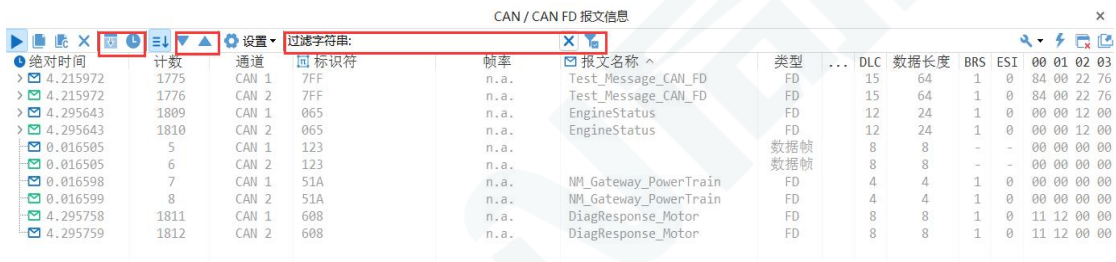 CAN / CAN FD 报文信息
设置 过滤字符串:
绝对时间 计数 通道 标识符 帧率 报文名称 类型 ... DLC 数据长度 BRS ESI 00 01 02 03
4.215972 1775 CAN 1 7FF n.a. Test_Message_CAN_FD FD 15 64 1 0 84 00 22 76
4.215972 1776 CAN 2 7FF n.a. Test_Message_CAN_FD FD 15 64 1 0 84 00 22 76
4.295643 1809 CAN 1 065 n.a. EngineStatus FD 12 24 1 0 00 00 12 00
4.295643 1810 CAN 2 065 n.a. EngineStatus FD 12 24 1 0 00 00 12 00
0.016505 5 CAN 1 123 n.a. 数据帧 8 8 - - 00 00 00 00
0.016505 6 CAN 2 123 n.a. 数据帧 8 8 - - 00 00 00 00
0.016598 7 CAN 1 51A n.a. NM_Gateway_PowerTrain FD 4 4 1 0 00 00 00 00
0.016599 8 CAN 2 51A n.a. NM_Gateway_PowerTrain FD 4 4 1 0 00 00 00 00
4.295758 1811 CAN 1 608 n.a. DiagResponse_Motor FD 8 8 1 0 11 12 00 00
4.295759 1812 CAN 2 608 n.a. DiagResponse_Motor FD 8 8 1 0 11 12 00 00